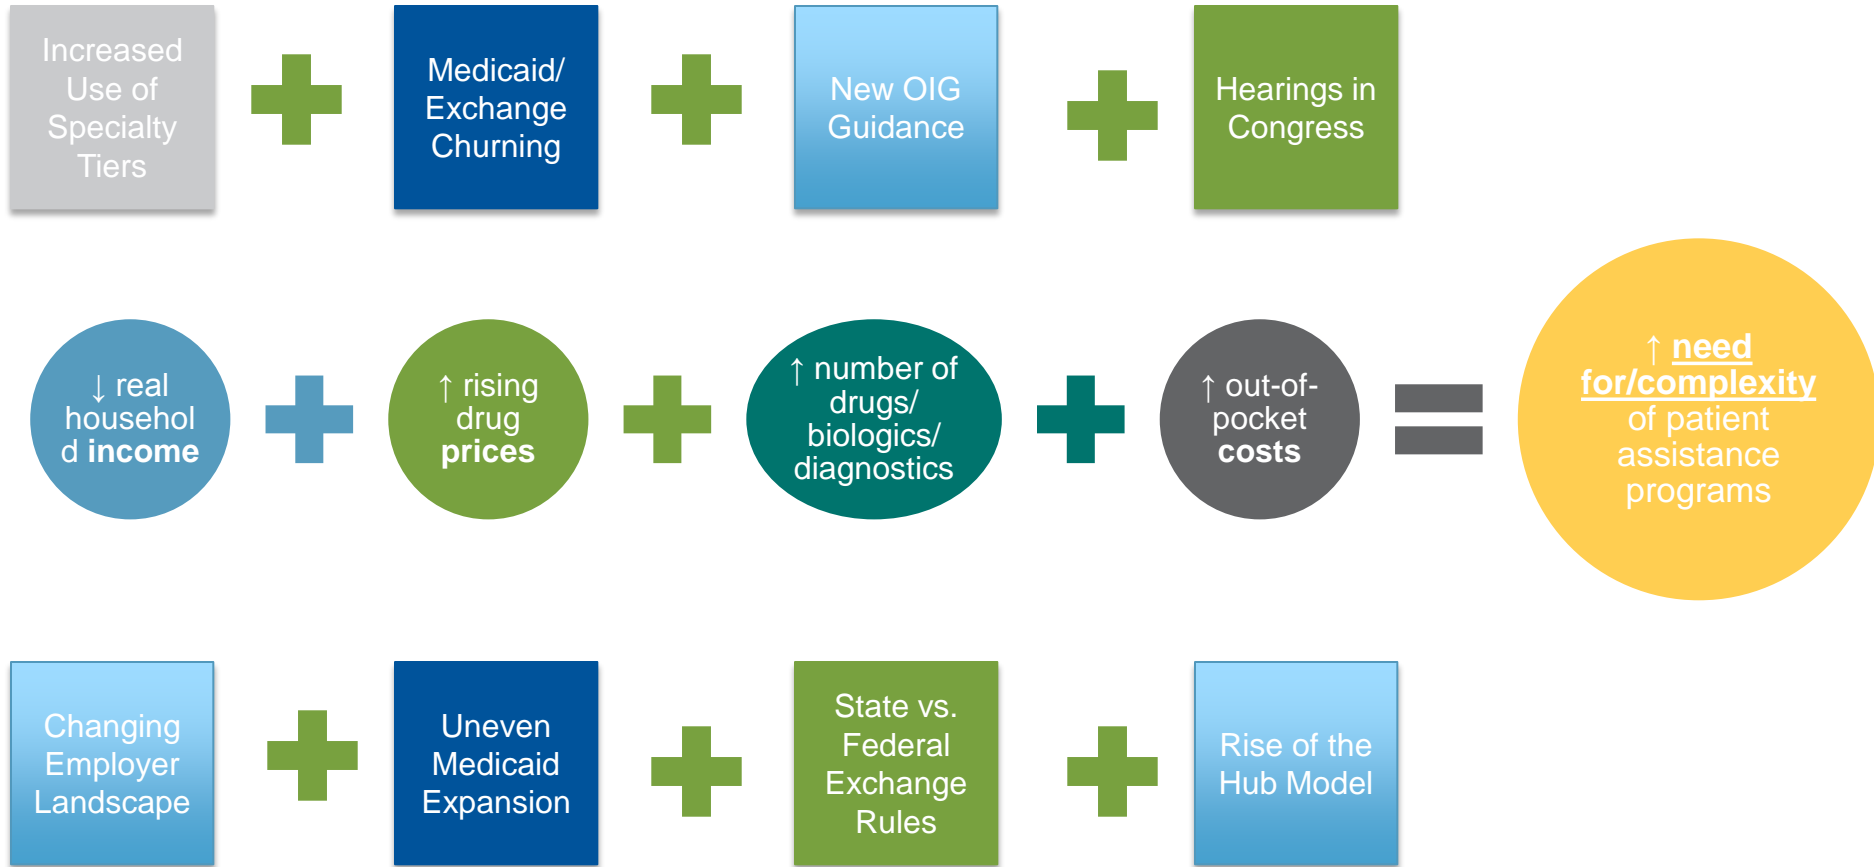 Increased
Use of
Specialty
Tiers
Medicaid/
Exchange
Churning
New OIG
Guidance
Hearings in
Congress
↓ real
househol
d income
↑ rising
drug
prices
↑ number of
drugs/
biologics/
diagnostics
↑ out-of-
pocket
costs
↑ need
for/complexity
of patient
assistance
programs
Changing
Employer
Landscape
Uneven
Medicaid
Expansion
State vs.
Federal
Exchange
Rules
Rise of the
Hub Model